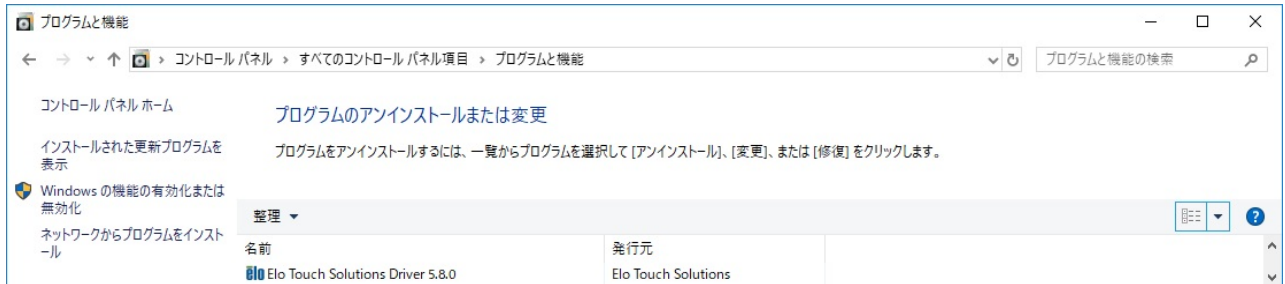 プログラムと機能
コントロール パネル › すべてのコントロール パネル項目 › プログラムと機能
プログラムと機能の検索
コントロール パネル ホーム
インストールされた更新プログラムを
表示
Windows の機能の有効化または
無効化
ネットワークからプログラムをインスト
ール
プログラムのアンインストールまたは変更
プログラムをアンインストールするには、一覧からプログラムを選択して [アンインストール]、[変更]、または [修復] をクリックします。
整理
名前 発行元
elo Elo Touch Solutions Driver 5.8.0 Elo Touch Solutions